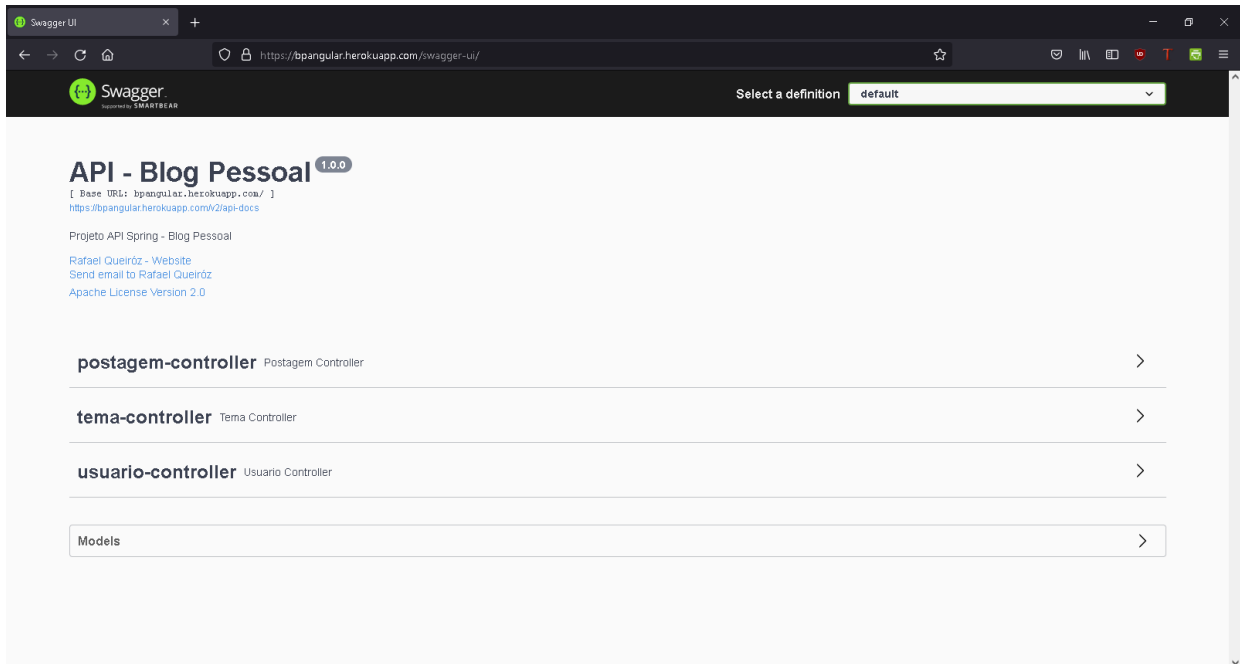 Swagger UI
https://bpangular.herokuapp.com/swagger-ui/
Swagger.
Supported by SMARTBEAR
Select a definition
default
API - Blog Pessoal 1.0.0
[ Base URL: bpangular.herokuapp.com/ ]
https://bpangular.herokuapp.com/v2/api-docs
Projeto API Spring - Blog Pessoal
Rafael Queiróz - Website
Send email to Rafael Queiróz
Apache License Version 2.0
postagem-controller Postagem Controller
tema-controller Tema Controller
usuario-controller Usuario Controller
Models